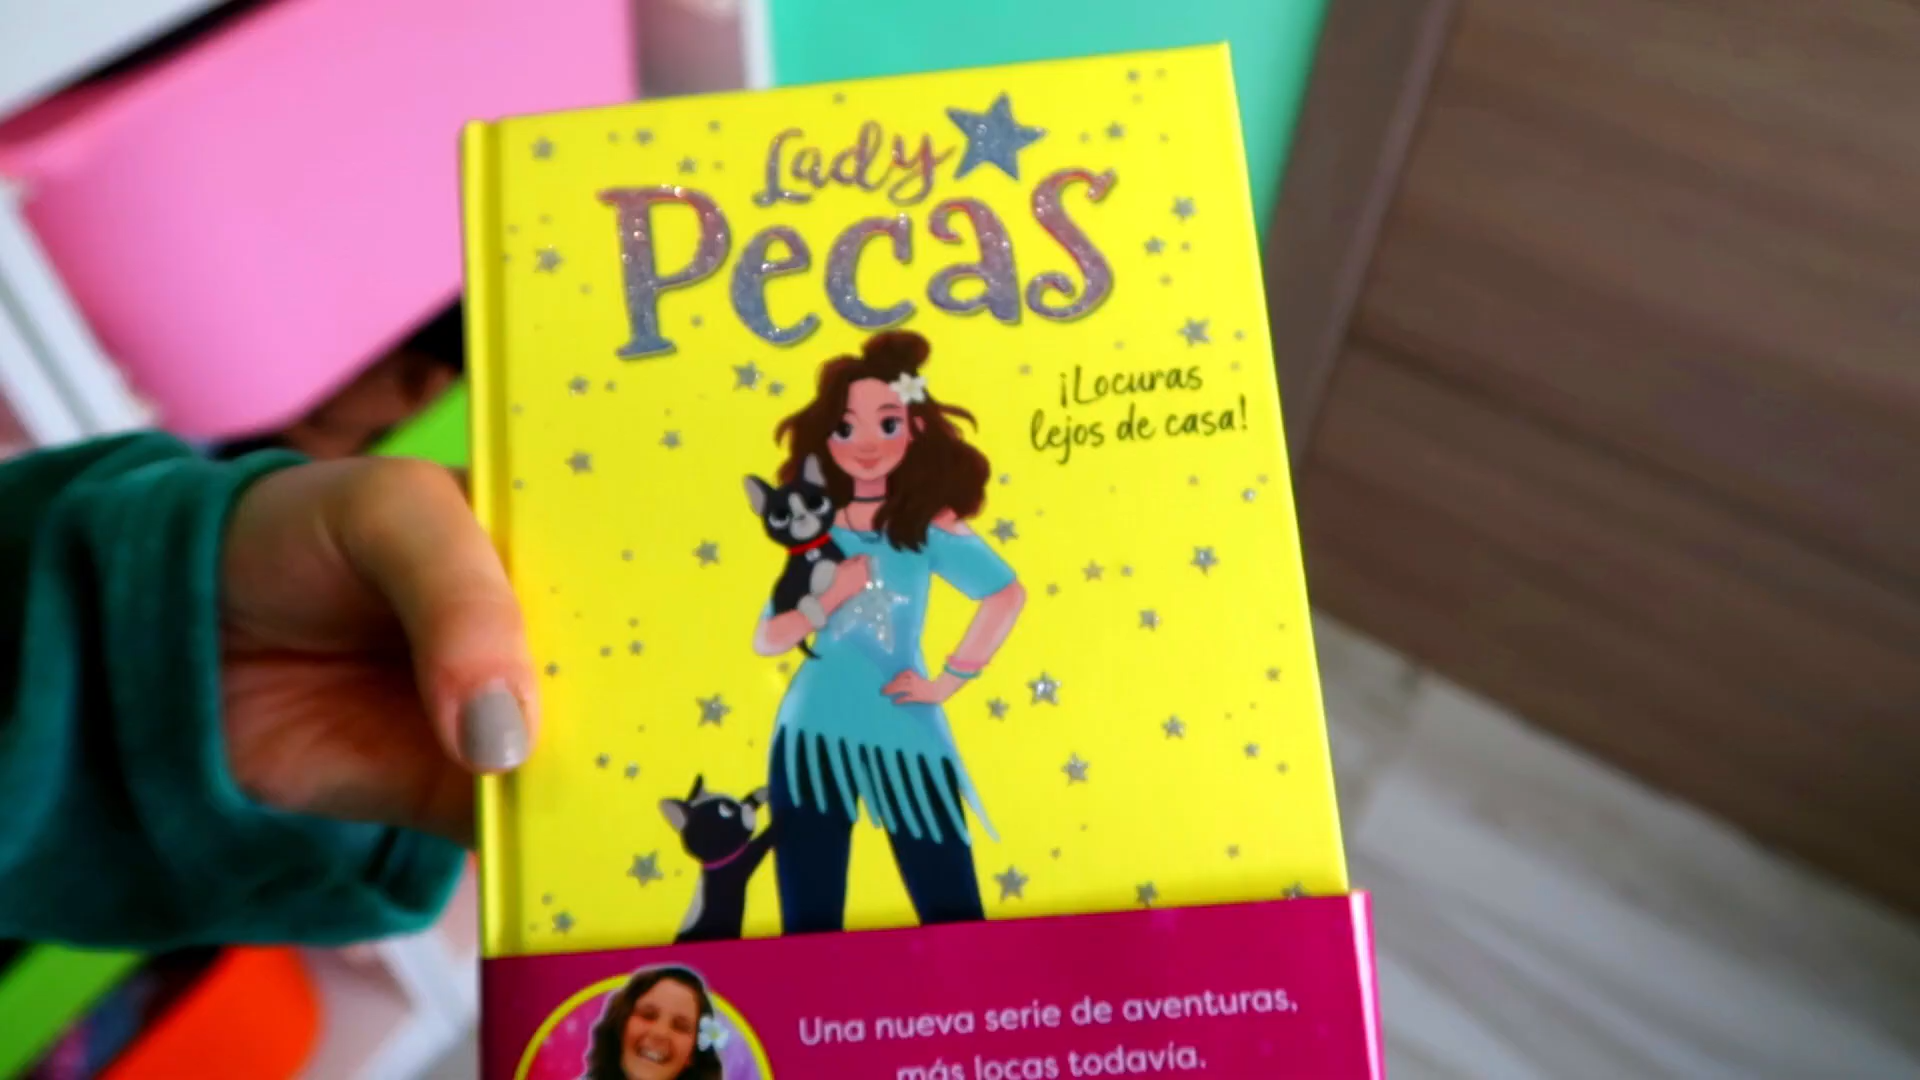 Lady
Pecas
¡Locuras
lejos de casa!
Una nueva serie de aventuras,
más locas todavía.